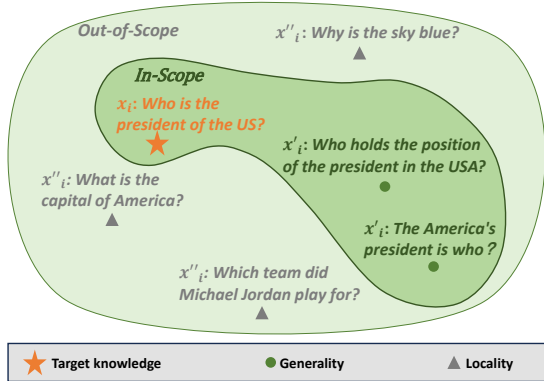 Out-of-Scope
x''ᵢ: Why is the sky blue?
In-Scope
xᵢ: Who is the
president of the US?
x'ᵢ: Who holds the position
of the president in the USA?
x''ᵢ: What is the
capital of America?
x'ᵢ: The America's
president is who?
x''ᵢ: Which team did
Michael Jordan play for?
Target knowledge
Generality
Locality